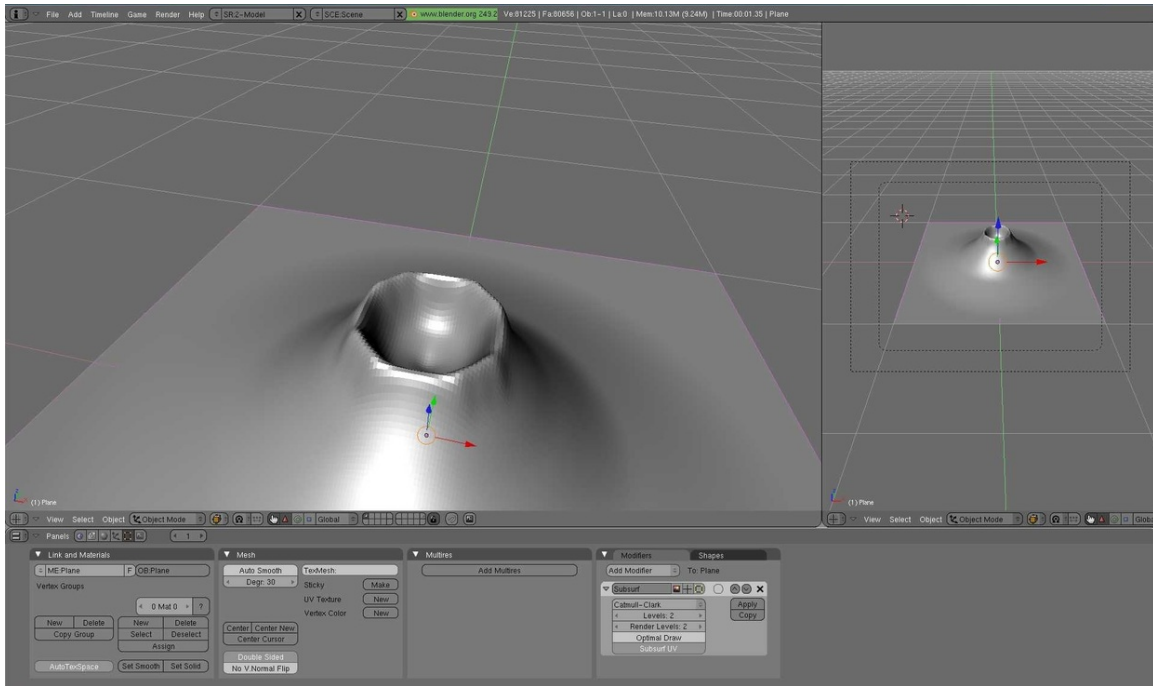 File Add Timeline Game Render Help SR:2-Model X SCE:Scene X www.blender.org 243.2 Ve:81225 | Fa:80656 | Ob:1-1 | La:0 | Mem:10.13M (9.24M) | Time:00:01.35 | Plane
(1) Plane
(1) Plane
View Select Object Object Mode Global
View Select Object Object Mode Globa
Panels 1
Link and Materials
ME:Plane F OB:Plane
Vertex Groups
0 Mat 0 ?
New Delete New Delete
Copy Group Select Deselect
Assign
AutoTexSpace Set Smooth Set Solid
Mesh
Auto Smooth TexMesh:
Degr: 30 Sticky Make
UV Texture New
Vertex Color New
Center Center New
Center Cursor
Double Sided
No V.Normal Flip
Multires
Add Multires
Modifiers Shapes
Add Modifier To: Plane
Subsurf
Catmull-Clark Apply
Levels: 2 Copy
Render Levels: 2
Optimal Draw
Subsurf UV